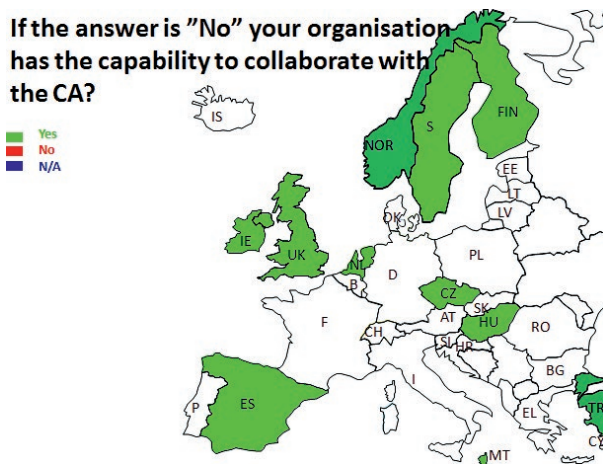 If the answer is ”No” your organisation
has the capability to collaborate with
the CA?
IS
Yes
No
N/A
FIN
S
NOR
EE
LT
LV
DK
IE
UK
NL
B
D
PL
CZ
SK
AT
HU
F
CH
SI
HR
RO
BG
I
P
ES
EL
TR
CY
MT